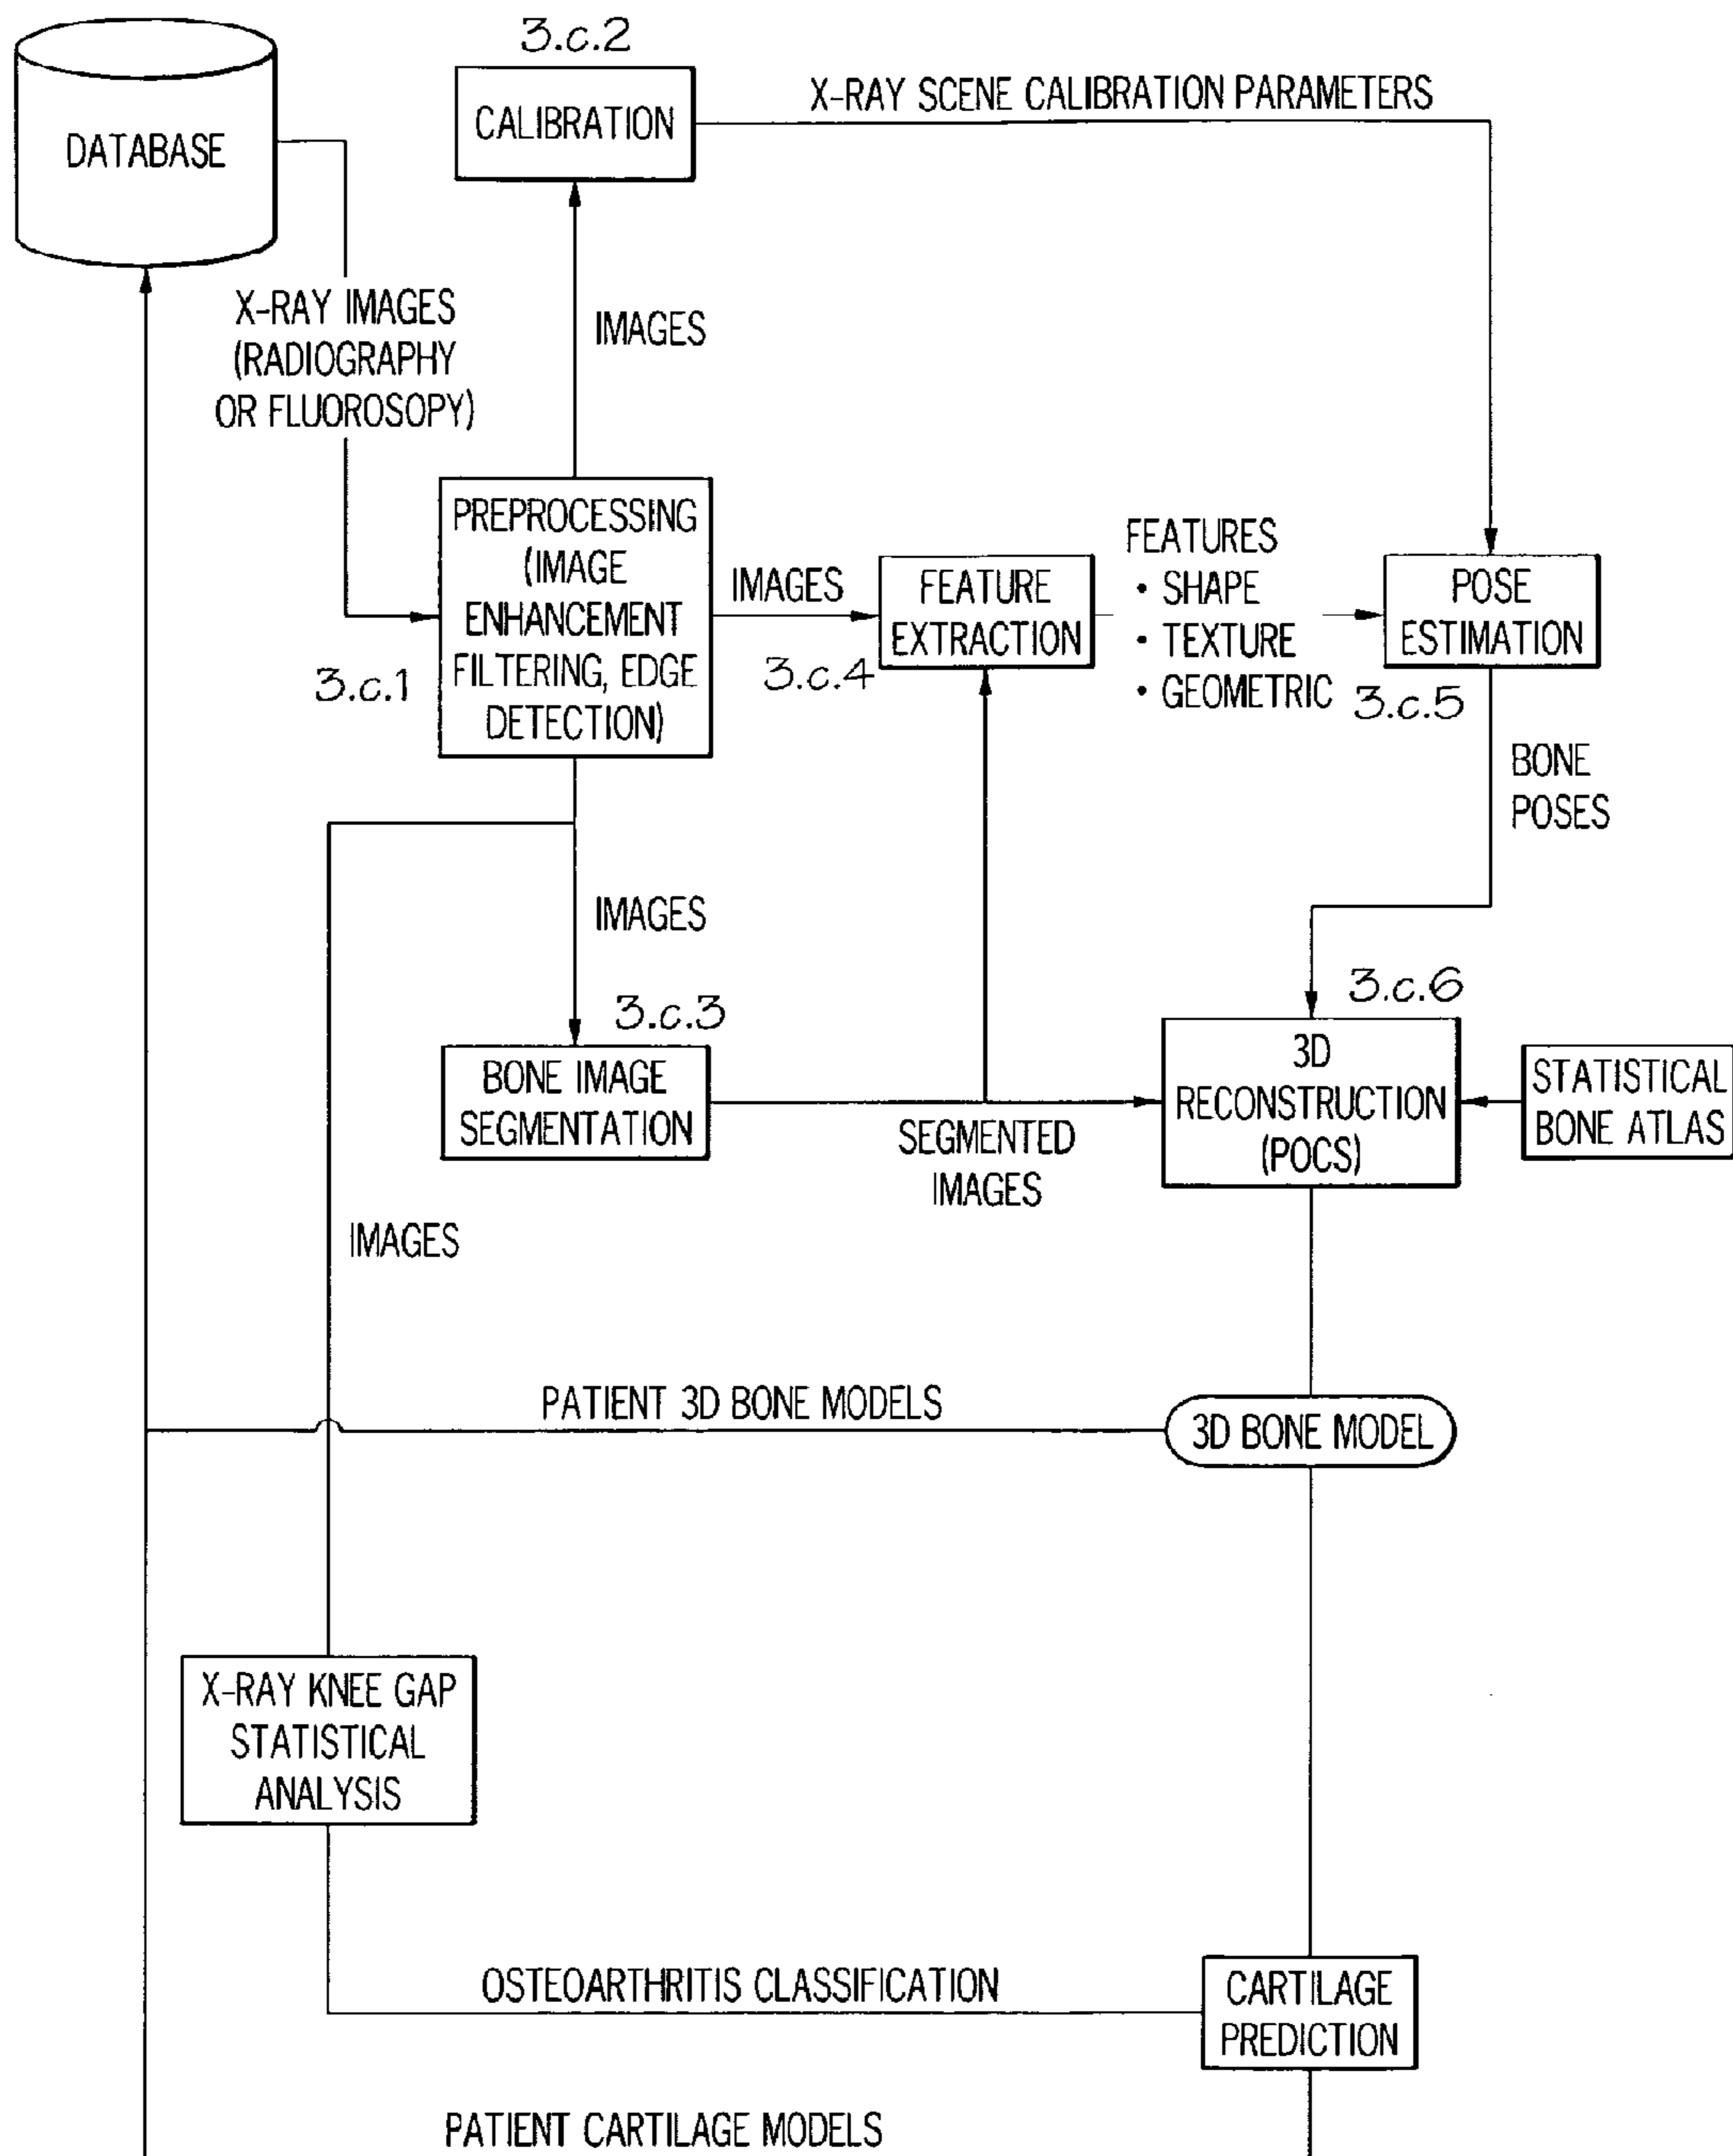 3.c.2
CALIBRATION
X-RAY SCENE CALIBRATION PARAMETERS
DATABASE
X-RAY IMAGES
(RADIOGRAPHY
OR FLUOROSOPY)
IMAGES
PREPROCESSING
(IMAGE
ENHANCEMENT
FILTERING, EDGE
DETECTION)
3.c.1
IMAGES
3.c.4
FEATURE
EXTRACTION
FEATURES
• SHAPE
• TEXTURE
• GEOMETRIC
POSE
ESTIMATION
3.c.5
BONE
POSES
IMAGES
3.c.3
BONE IMAGE
SEGMENTATION
SEGMENTED
IMAGES
3.c.6
3D
RECONSTRUCTION
(POCS)
STATISTICAL
BONE ATLAS
IMAGES
PATIENT 3D BONE MODELS
3D BONE MODEL
X-RAY KNEE GAP
STATISTICAL
ANALYSIS
OSTEOARTHRITIS CLASSIFICATION
CARTILAGE
PREDICTION
PATIENT CARTILAGE MODELS